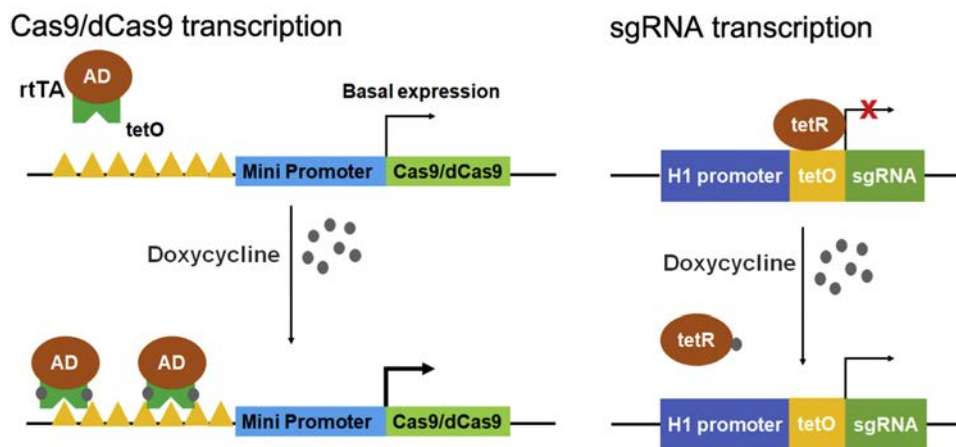 Cas9/dCas9 transcription
rtTA
AD
tetO
Basal expression
Mini Promoter
Cas9/dCas9
Doxycycline
AD
AD
Mini Promoter
Cas9/dCas9
sgRNA transcription
tetR
X
H1 promoter
tetO
sgRNA
Doxycycline
tetR
H1 promoter
tetO
sgRNA